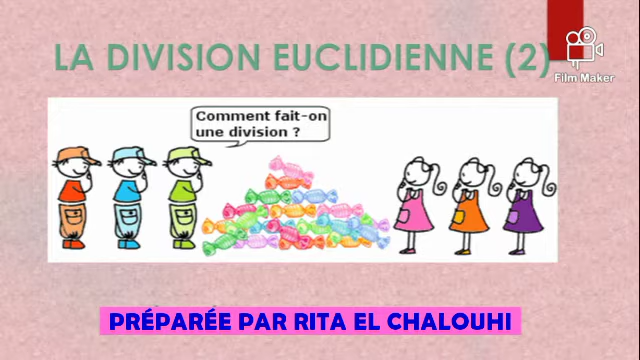 LA DIVISION EUCLIDIENNE (2)
Film Maker
Comment fait-on
une division ?
PRÉPARÉE PAR RITA EL CHALOUHI